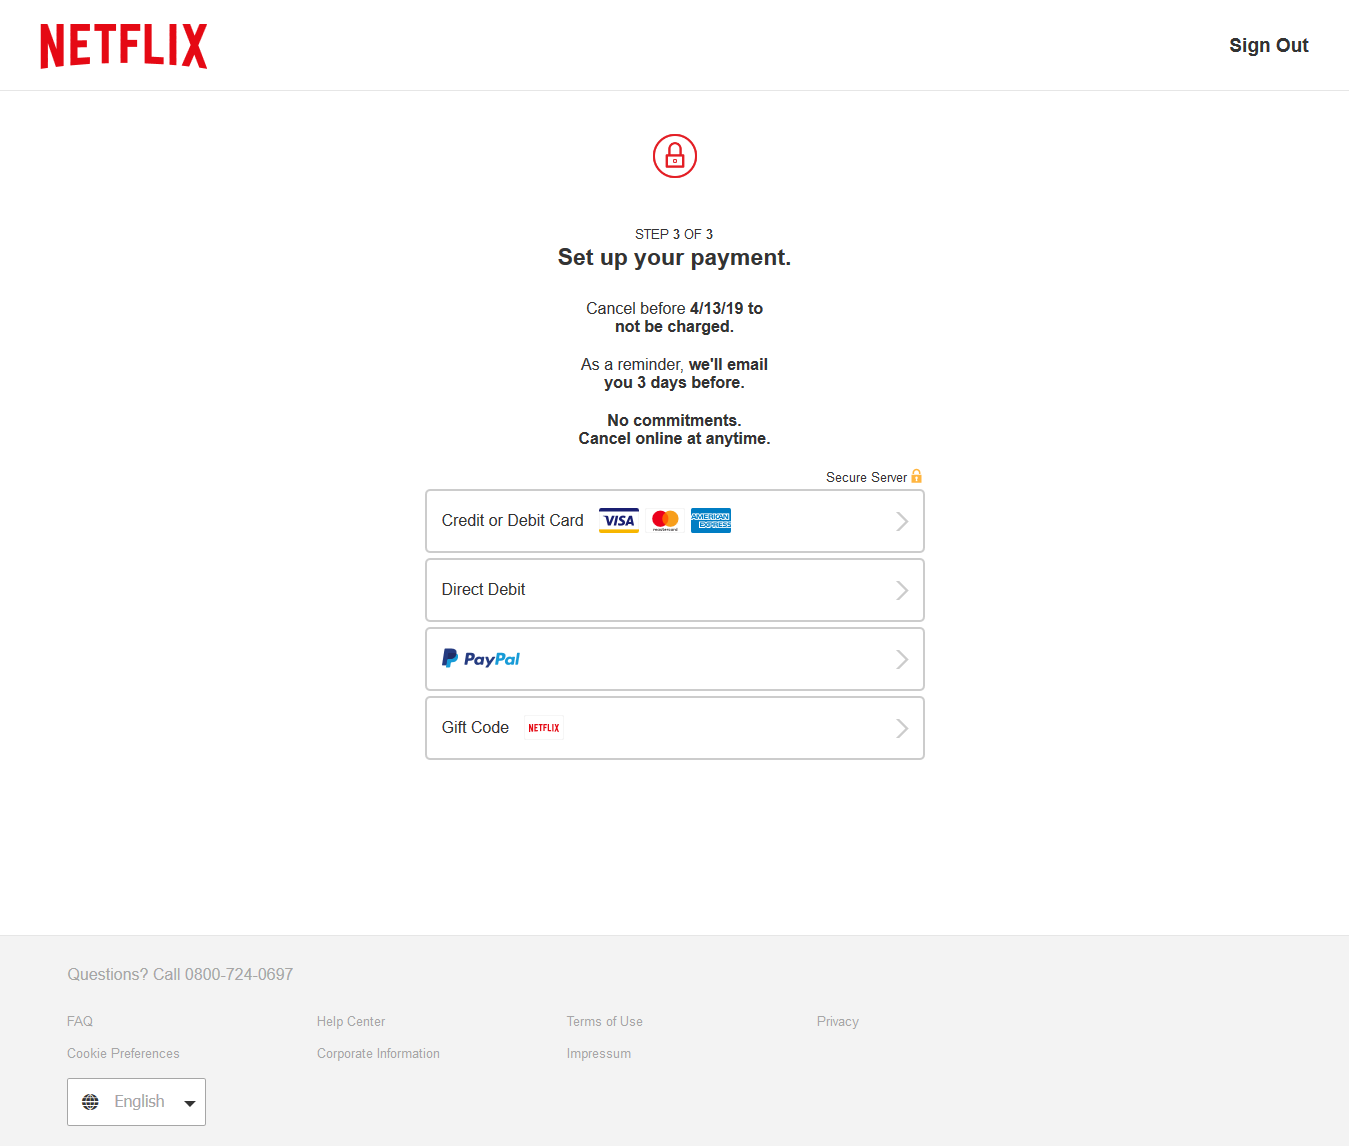 NETFLIX
Sign Out
STEP 3 OF 3
Set up your payment.
Cancel before 4/13/19 to
not be charged.
As a reminder, we'll email
you 3 days before.
No commitments.
Cancel online at anytime.
Secure Server
Credit or Debit Card VISA mastercard AMERICAN EXPRESS
Direct Debit
PayPal
Gift Code NETFLIX
Questions? Call 0800-724-0697
FAQ Help Center Terms of Use Privacy
Cookie Preferences Corporate Information Impressum
English